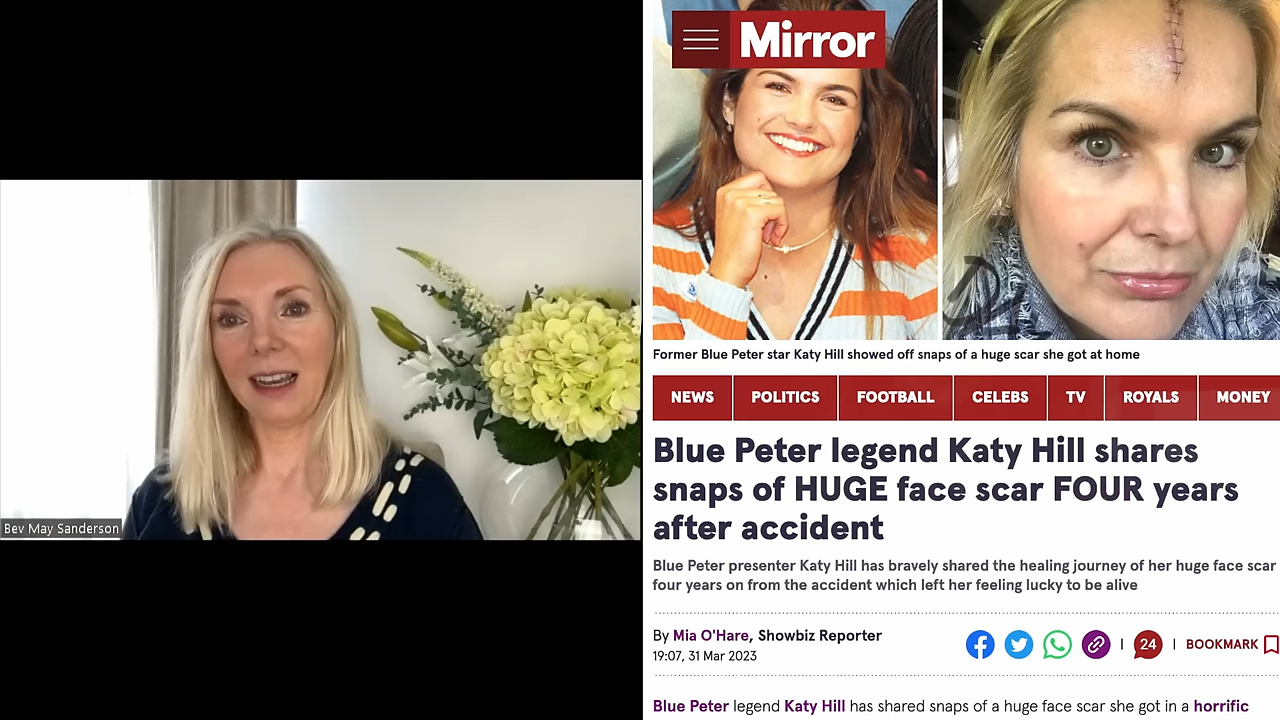 Bev May Sanderson
Mirror
Former Blue Peter star Katy Hill showed off snaps of a huge scar she got at home
NEWS
POLITICS
FOOTBALL
CELEBS
TV
ROYALS
MONEY
Blue Peter legend Katy Hill shares
snaps of HUGE face scar FOUR years
after accident
Blue Peter presenter Katy Hill has bravely shared the healing journey of her huge face scar
four years on from the accident which left her feeling lucky to be alive
By Mia O'Hare, Showbiz Reporter
19:07, 31 Mar 2023
24
BOOKMARK
Blue Peter legend Katy Hill has shared snaps of a huge face scar she got in a horrific